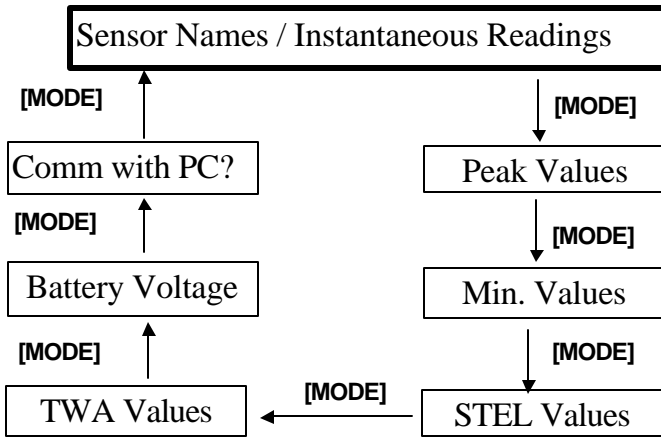 Sensor Names / Instantaneous Readings
[MODE]
[MODE]
Comm with PC?
Peak Values
[MODE]
[MODE]
Battery Voltage
Min. Values
[MODE]
[MODE]
[MODE]
TWA Values
STEL Values